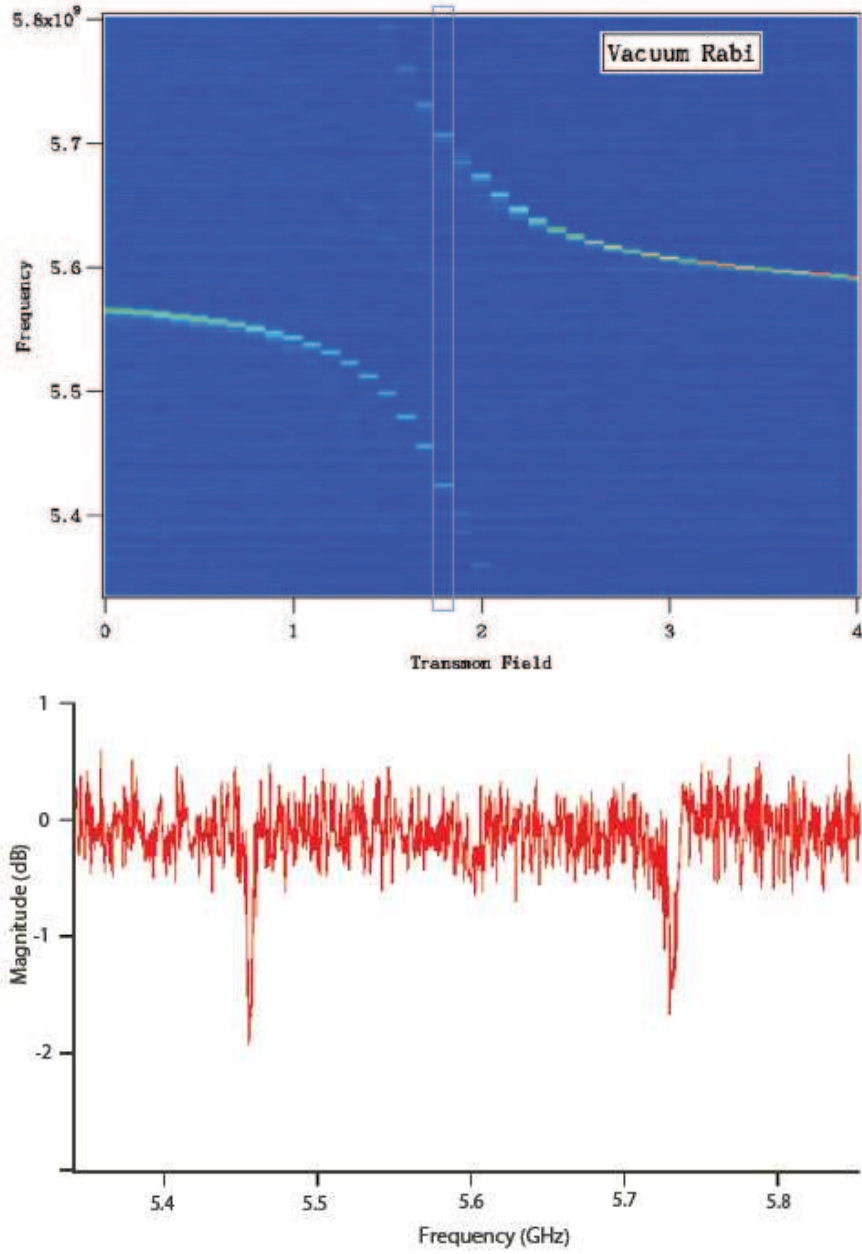 5.8x10⁹
Vacuum Rabi
5.7
Frequency
5.6
5.5
5.4
0 1 2 3 4
Transmon Field
1
0
Magnitude (dB)
-1
-2
5.4 5.5 5.6 5.7 5.8
Frequency (GHz)